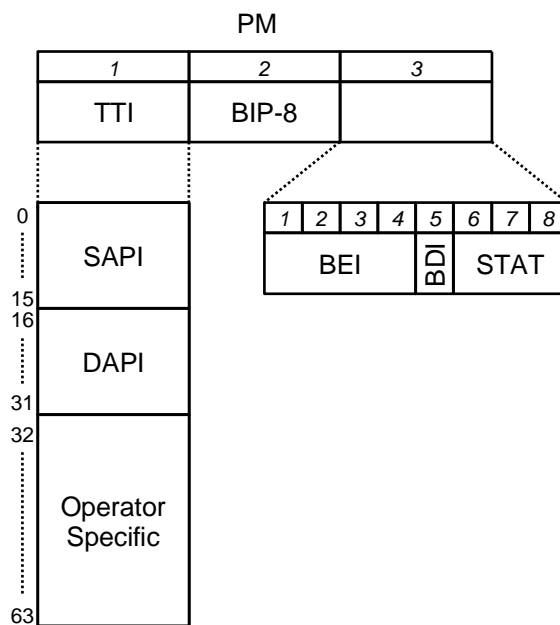 PM
1 2 3
TTI BIP-8
0
SAPI
15
16
DAPI
31
32
Operator
Specific
63
1 2 3 4 5 6 7 8
BEI BDI STAT